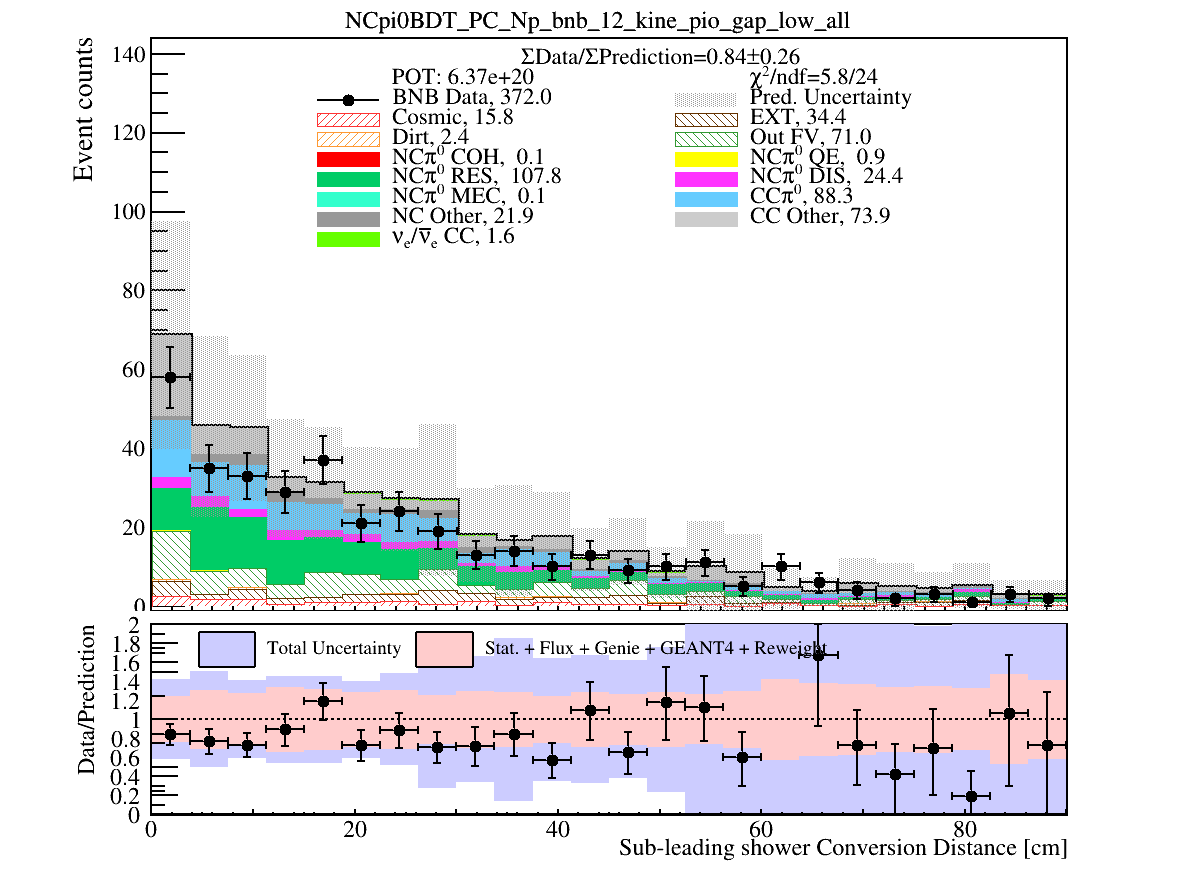 NCpi0BDT_PC_Np_bnb_12_kine_pio_gap_low_all
ΣData/ΣPrediction=0.84±0.26
POT: 6.37e+20
χ²/ndf=5.8/24
BNB Data, 372.0
Pred. Uncertainty
Cosmic, 15.8
EXT, 34.4
Dirt, 2.4
Out FV, 71.0
NCπ⁰ COH, 0.1
NCπ⁰ QE, 0.9
NCπ⁰ RES, 107.8
NCπ⁰ DIS, 24.4
NCπ⁰ MEC, 0.1
CCπ⁰, 88.3
NC Other, 21.9
CC Other, 73.9
νₑ/ν̅ₑ CC, 1.6
Event counts
140
120
100
80
60
40
20
0
Total Uncertainty
Stat. + Flux + Genie + GEANT4 + Reweight
Data/Prediction
2
1.8
1.6
1.4
1.2
1
0.8
0.6
0.4
0.2
0
0 20 40 60 80
Sub-leading shower Conversion Distance [cm]